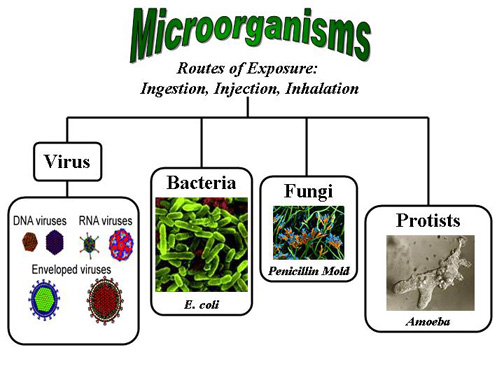 Microorganisms
Routes of Exposure:
Ingestion, Injection, Inhalation
Virus
DNA viruses RNA viruses
Enveloped viruses
Bacteria
E. coli
Fungi
Penicillin Mold
Protists
Amoeba